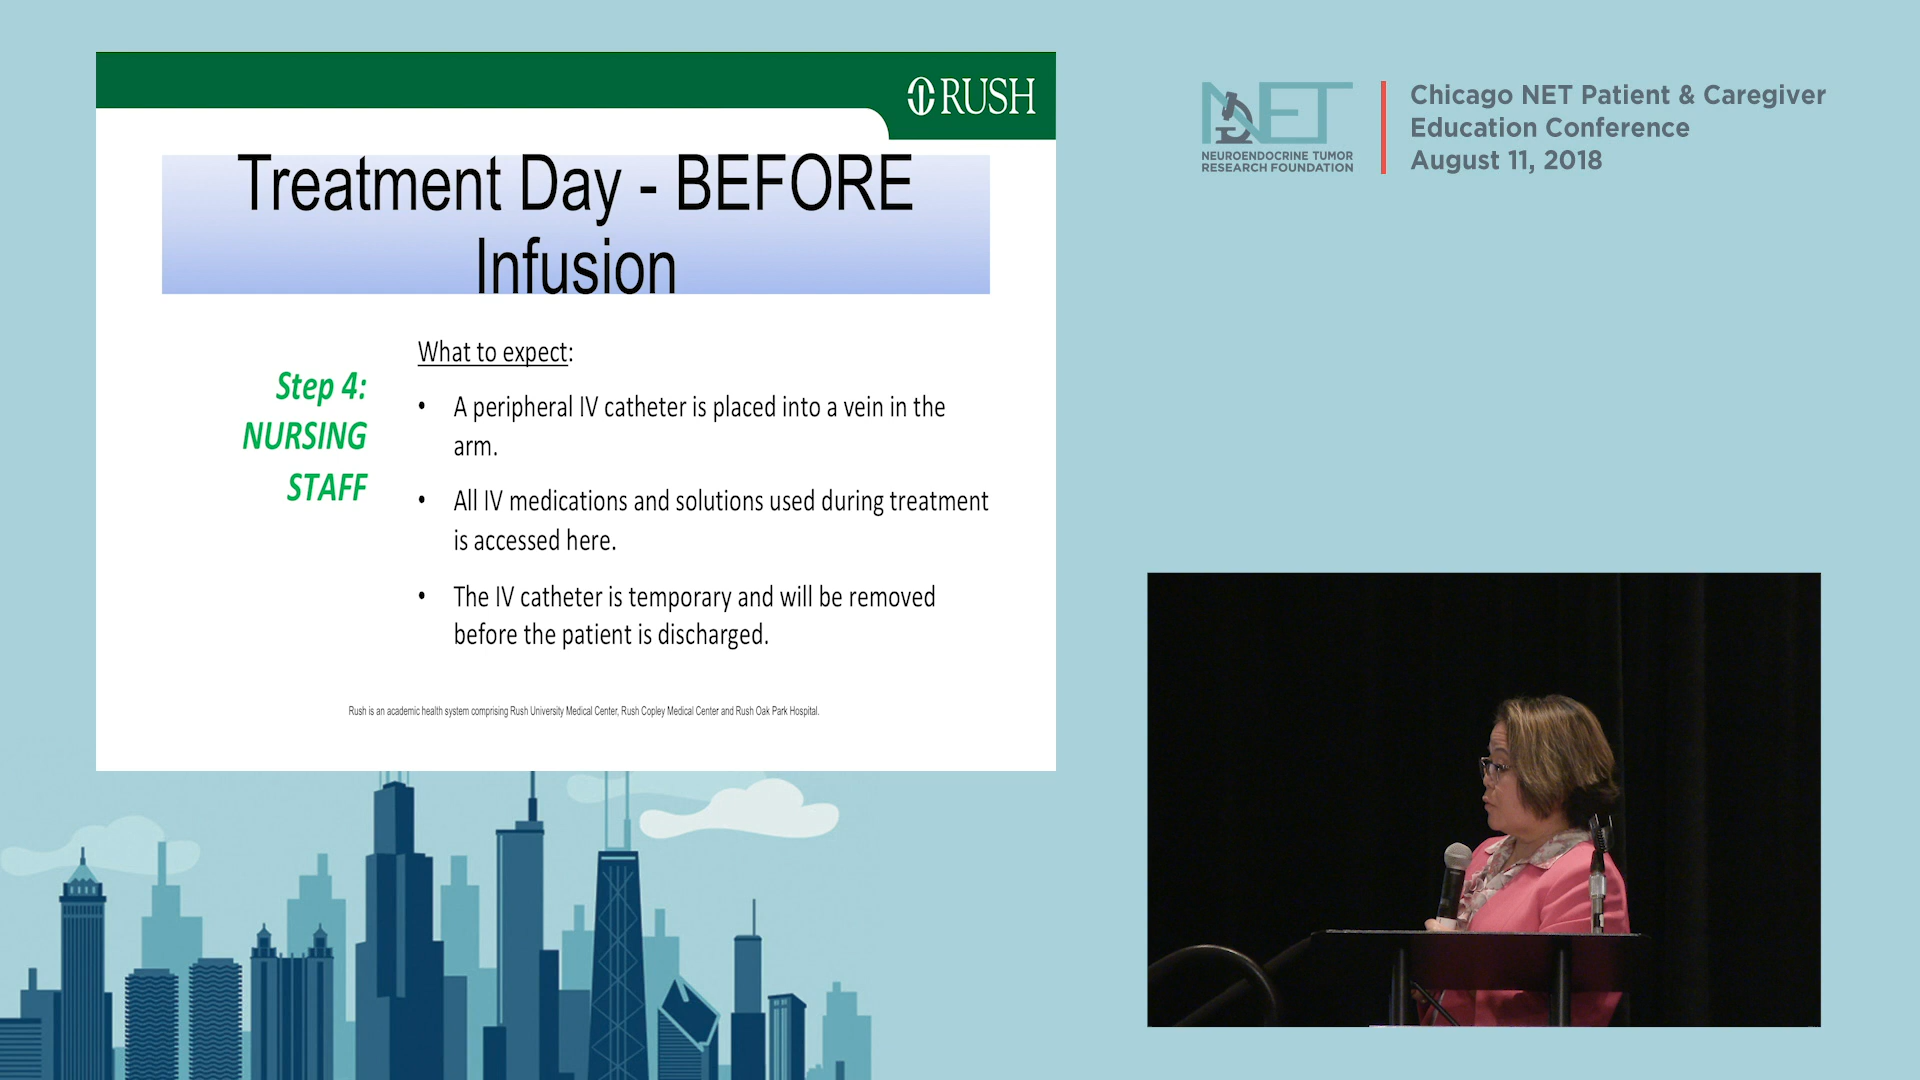 RUSH
Treatment Day - BEFORE
Infusion
Step 4:
NURSING
STAFF
What to expect:
• A peripheral IV catheter is placed into a vein in the
arm.
• All IV medications and solutions used during treatment
is accessed here.
• The IV catheter is temporary and will be removed
before the patient is discharged.
Rush is an academic health system comprising Rush University Medical Center, Rush Copley Medical Center and Rush Oak Park Hospital.
NET
NEUROENDOCRINE TUMOR
RESEARCH FOUNDATION
Chicago NET Patient & Caregiver
Education Conference
August 11, 2018